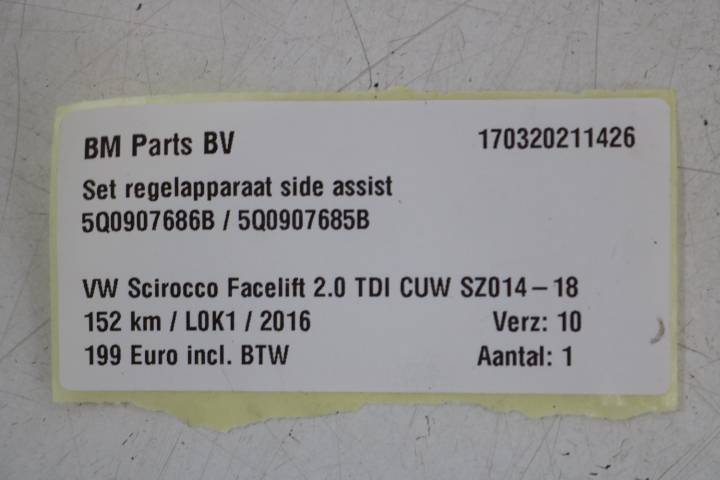 BM Parts BV 170320211426
Set regelapparaat side assist
5Q0907686B / 5Q0907685B
VW Scirocco Facelift 2.0 TDI CUW SZ014-18
152 km / L0K1 / 2016 Verz: 10
199 Euro incl. BTW Aantal: 1